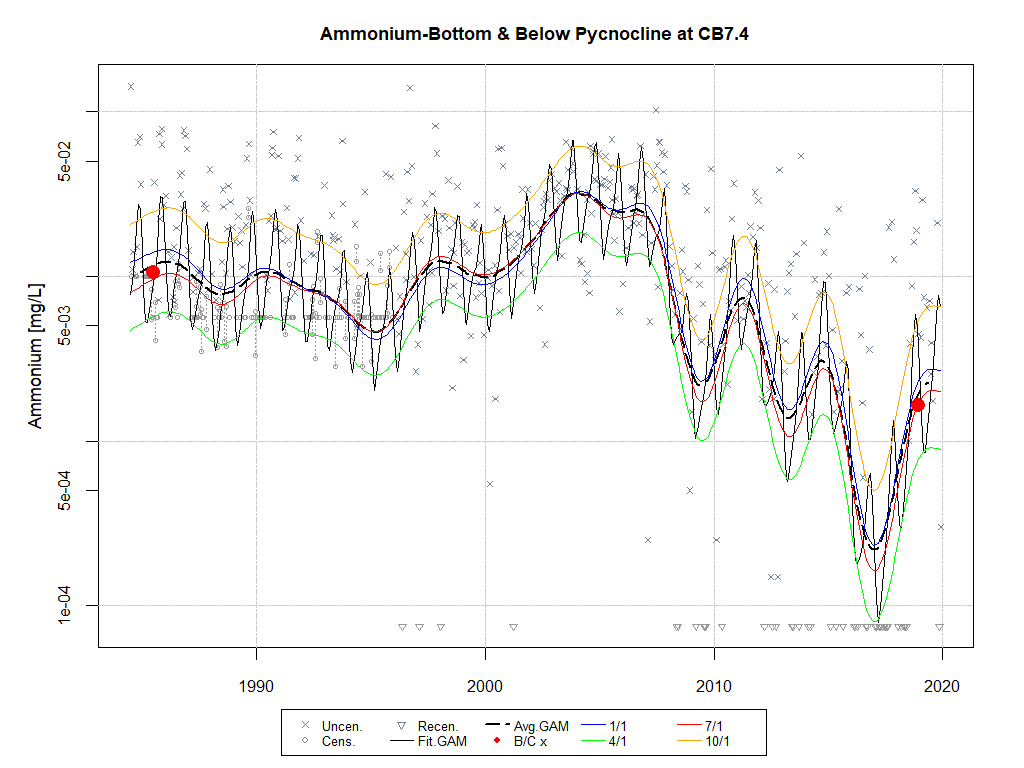 Ammonium-Bottom & Below Pycnocline at CB7.4
Ammonium [mg/L]
5e-02
5e-03
5e-04
1e-04
1990 2000 2010 2020
Uncen. Recen. Avg.GAM 1/1 7/1
Cens. Fit.GAM B/C x 4/1 10/1